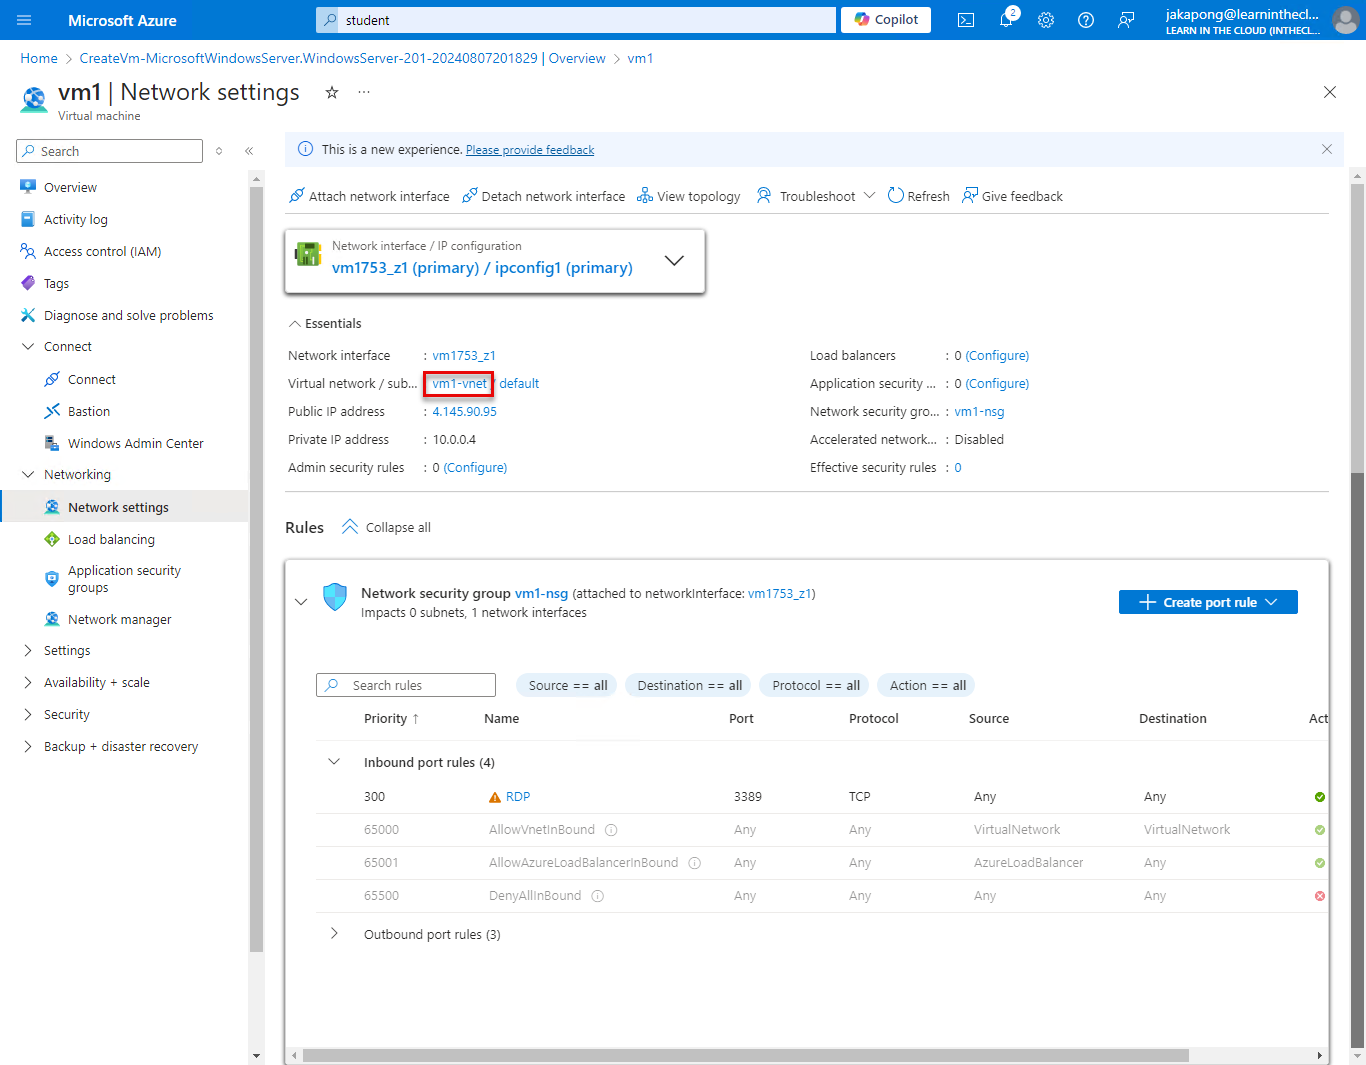 Microsoft Azure
student
Copilot
2
jakapong@learninthecl...
LEARN IN THE CLOUD (INTHECL...
Home > CreateVm-MicrosoftWindowsServer.WindowsServer-201-20240807201829 | Overview > vm1
vm1 | Network settings
Virtual machine
Search
This is a new experience. Please provide feedback
Overview
Activity log
Access control (IAM)
Tags
Diagnose and solve problems
Connect
Connect
Bastion
Windows Admin Center
Networking
Network settings
Load balancing
Application security groups
Network manager
Settings
Availability + scale
Security
Backup + disaster recovery
Attach network interface Detach network interface View topology Troubleshoot Refresh Give feedback
Network interface / IP configuration
vm1753_z1 (primary) / ipconfig1 (primary)
Essentials
Network interface : vm1753_z1
Virtual network / sub... : vm1-vnet / default
Public IP address : 4.145.90.95
Private IP address : 10.0.0.4
Admin security rules : 0 (Configure)
Load balancers : 0 (Configure)
Application security ... : 0 (Configure)
Network security gro... : vm1-nsg
Accelerated network... : Disabled
Effective security rules : 0
Rules Collapse all
Network security group vm1-nsg (attached to networkInterface: vm1753_z1)
Impacts 0 subnets, 1 network interfaces
Create port rule
Search rules
Source == all Destination == all Protocol == all Action == all
Priority ↑ Name Port Protocol Source Destination Act
Inbound port rules (4)
300 RDP 3389 TCP Any Any
65000 AllowVnetInBound Any Any VirtualNetwork VirtualNetwork
65001 AllowAzureLoadBalancerInBound Any Any AzureLoadBalancer Any
65500 DenyAllInBound Any Any Any Any
Outbound port rules (3)